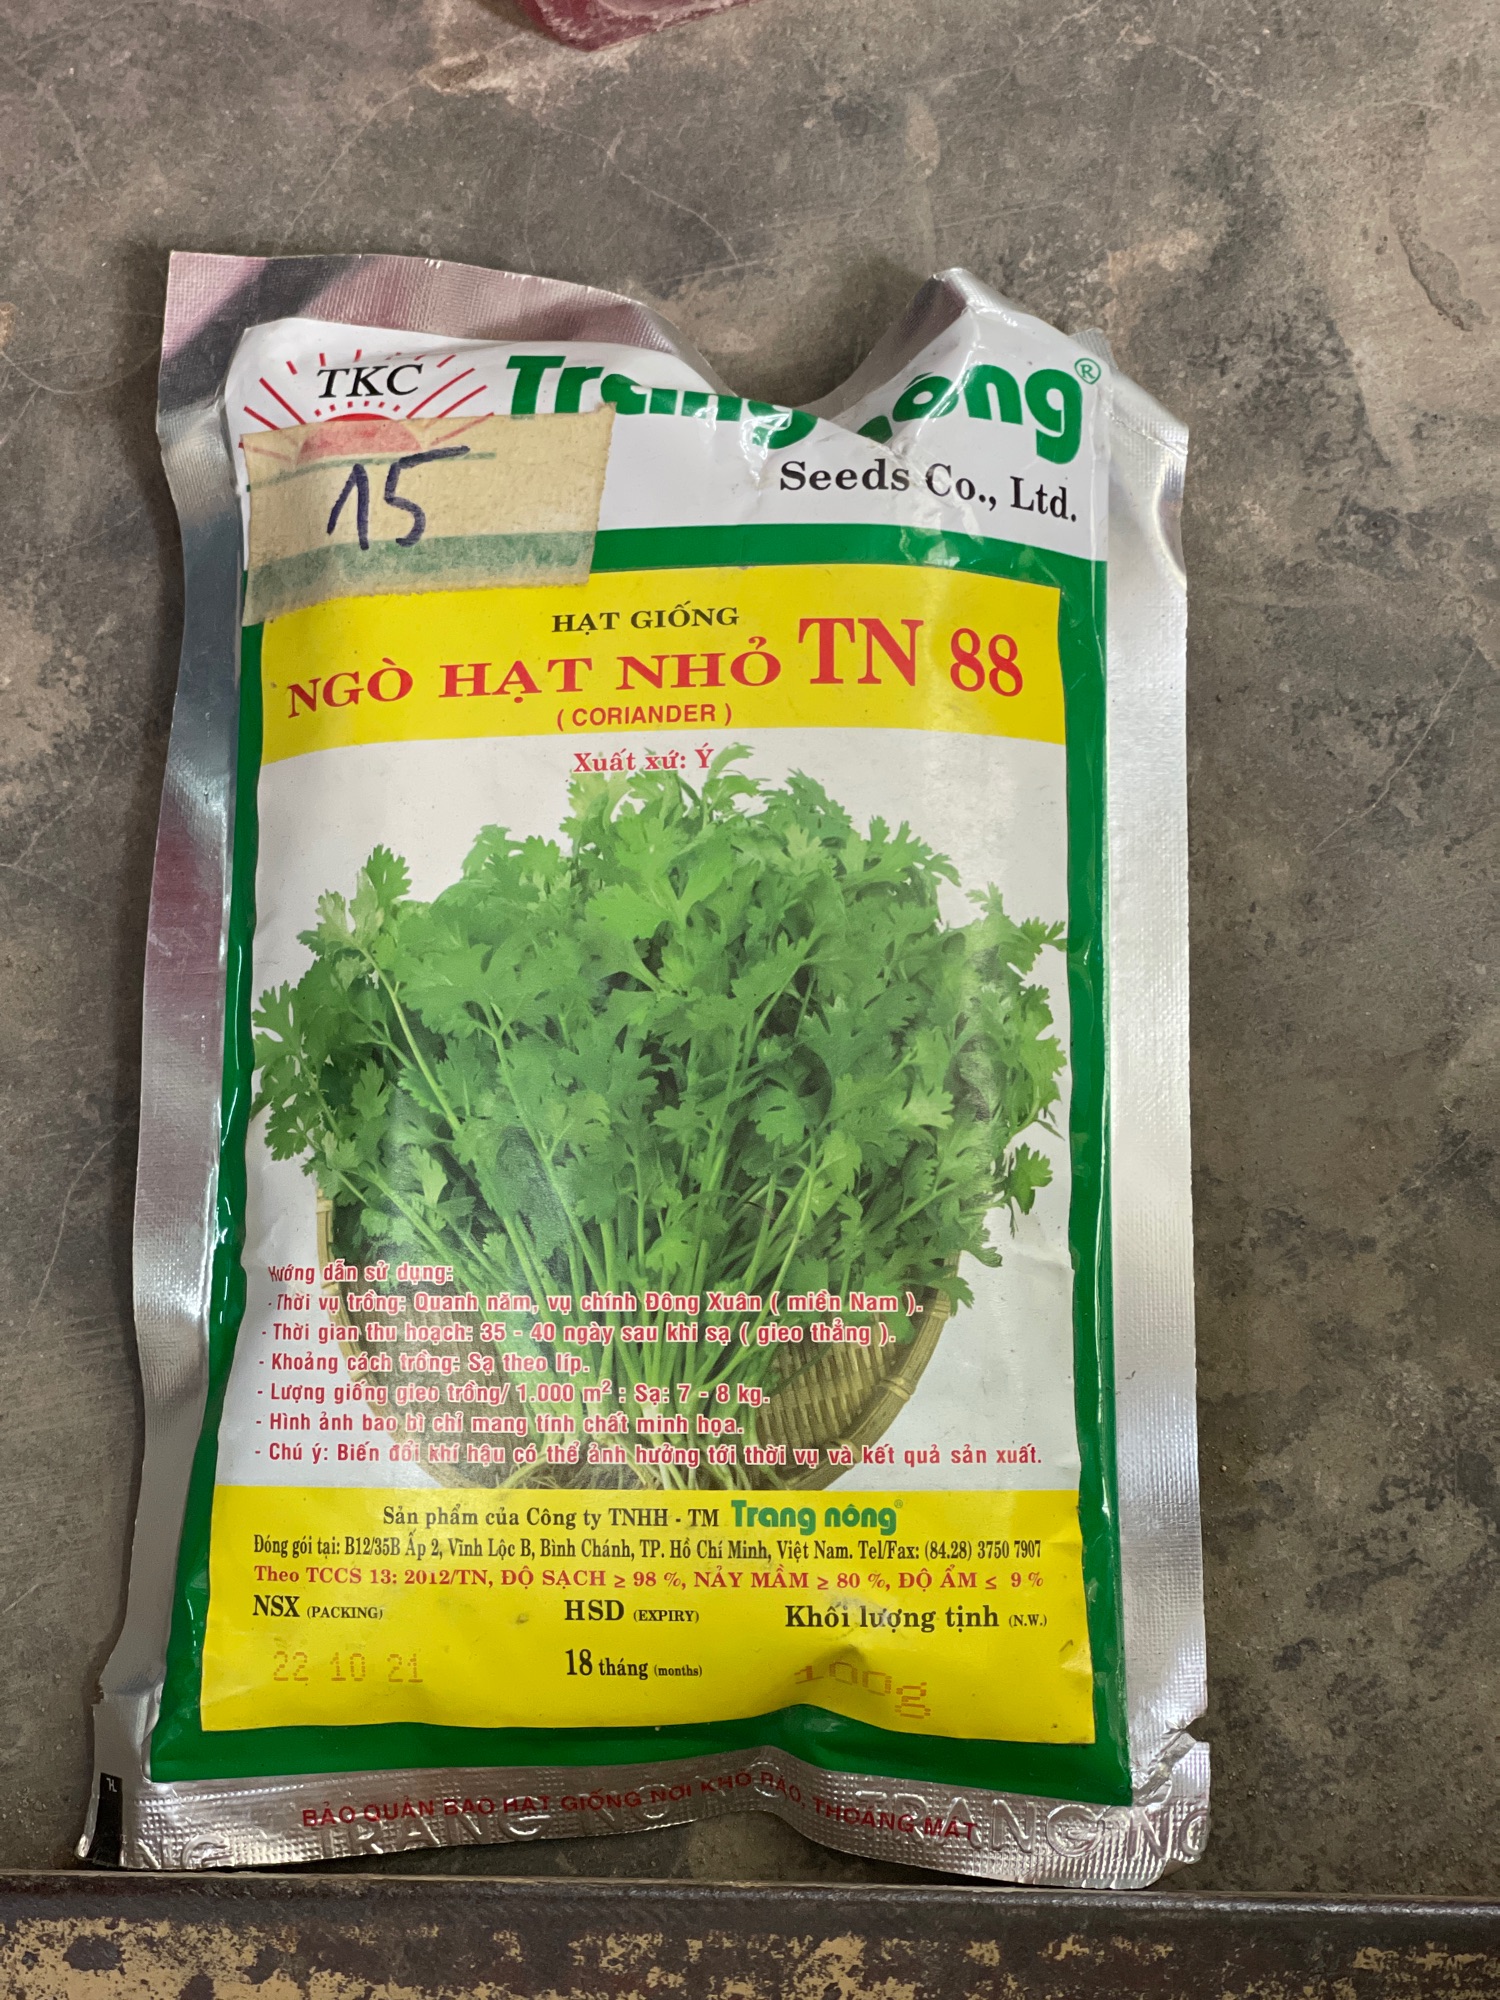 TKC
®
Seeds Co., Ltd.
15
HẠT GIỐNG
NGÒ HẠT NHỎ TN 88
( CORIANDER )
Xuất xứ: Ý
Hướng dẫn sử dụng:
- Thời vụ trồng: Quanh năm, vụ chính Đông Xuân ( miền Nam ).
- Thời gian thu hoạch: 35 - 40 ngày sau khi sạ ( gieo thẳng ).
- Khoảng cách trồng: Sạ theo líp.
- Lượng giống gieo trồng/ 1.000 m² : Sạ: 7 - 8 kg.
- Hình ảnh bao bì chỉ mang tính chất minh họa.
- Chú ý: Biến đổi khí hậu có thể ảnh hưởng tới thời vụ và kết quả sản xuất.
Sản phẩm của Công ty TNHH - TM Trang nông®
Đóng gói tại: B12/35B Ấp 2, Vĩnh Lộc B, Bình Chánh, TP. Hồ Chí Minh, Việt Nam. Tel/Fax: (84.28) 3750 7907
Theo TCCS 13: 2012/TN, ĐỘ SẠCH ≥ 98 %, NẢY MẦM ≥ 80 %, ĐỘ ẨM ≤ 9 %
NSX (PACKING) HSD (EXPIRY) Khối lượng tịnh (N.W.)
22 10 21 18 tháng (months) 100g
BẢO QUẢN BAO HẠT GIỐNG NƠI KHÔ RÁO, THOÁNG MÁT
TRANG TRANG NO